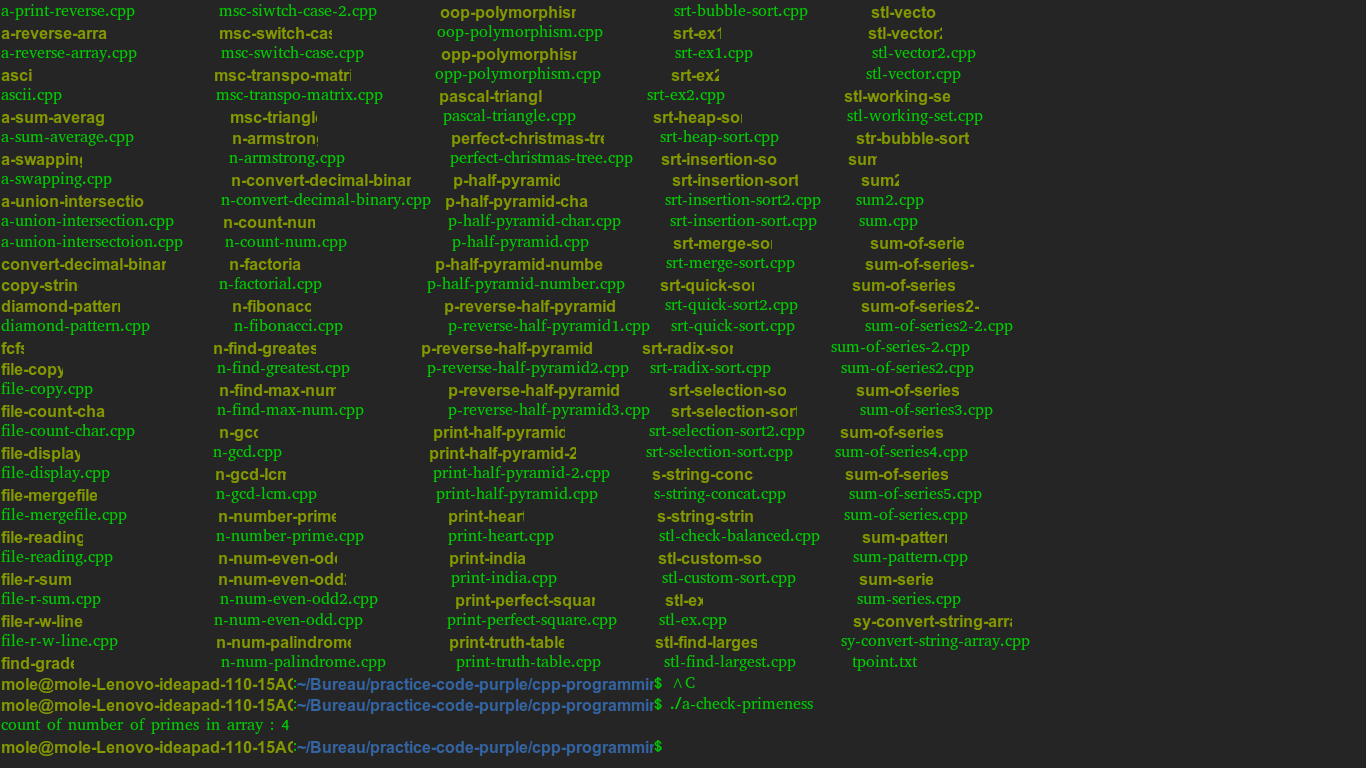 a-print-reverse.cpp msc-siwtch-case-2.cpp oop-polymorphisr srt-bubble-sort.cpp stl-vecto
a-reverse-arra msc-switch-cas oop-polymorphism.cpp srt-ex1 stl-vector2
a-reverse-array.cpp msc-switch-case.cpp opp-polymorphisr srt-ex1.cpp stl-vector2.cpp
asci msc-transpo-matri opp-polymorphism.cpp srt-ex2 stl-vector.cpp
ascii.cpp msc-transpo-matrix.cpp pascal-triangl srt-ex2.cpp stl-working-se
a-sum-averag msc-triangl pascal-triangle.cpp srt-heap-so stl-working-set.cpp
a-sum-average.cpp n-armstron perfect-christmas-tre srt-heap-sort.cpp str-bubble-sort
a-swappin n-armstrong.cpp perfect-christmas-tree.cpp srt-insertion-so sum
a-swapping.cpp n-convert-decimal-binar p-half-pyramid srt-insertion-sort sum2
a-union-intersectio n-convert-decimal-binary.cpp p-half-pyramid-cha srt-insertion-sort2.cpp sum2.cpp
a-union-intersection.cpp n-count-num p-half-pyramid-char.cpp srt-insertion-sort.cpp sum.cpp
a-union-intersectoion.cpp n-count-num.cpp p-half-pyramid.cpp srt-merge-so sum-of-serie
convert-decimal-binar n-factoria p-half-pyramid-numbe srt-merge-sort.cpp sum-of-series-
copy-strin n-factorial.cpp p-half-pyramid-number.cpp srt-quick-sor sum-of-series
diamond-patterr n-fibonacc p-reverse-half-pyramid srt-quick-sort2.cpp sum-of-series2-
diamond-pattern.cpp n-fibonacci.cpp p-reverse-half-pyramid1.cpp srt-quick-sort.cpp sum-of-series2-2.cpp
fcfs n-find-greates p-reverse-half-pyramid srt-radix-sor sum-of-series-2.cpp
file-copy n-find-greatest.cpp p-reverse-half-pyramid2.cpp srt-radix-sort.cpp sum-of-series2.cpp
file-copy.cpp n-find-max-num p-reverse-half-pyramid srt-selection-so sum-of-series
file-count-cha n-find-max-num.cpp p-reverse-half-pyramid3.cpp srt-selection-sort sum-of-series3.cpp
file-count-char.cpp n-gcd print-half-pyramid srt-selection-sort2.cpp sum-of-series
file-display n-gcd.cpp print-half-pyramid-2 srt-selection-sort.cpp sum-of-series4.cpp
file-display.cpp n-gcd-lcm print-half-pyramid-2.cpp s-string-conc sum-of-series
file-mergefile n-gcd-lcm.cpp print-half-pyramid.cpp s-string-concat.cpp sum-of-series5.cpp
file-mergefile.cpp n-number-prime print-heart s-string-strin sum-of-series.cpp
file-reading n-number-prime.cpp print-heart.cpp stl-check-balanced.cpp sum-patterr
file-reading.cpp n-num-even-odd print-india stl-custom-so sum-pattern.cpp
file-r-sum n-num-even-odd2 print-india.cpp stl-custom-sort.cpp sum-serie
file-r-sum.cpp n-num-even-odd2.cpp print-perfect-squar stl-ex sum-series.cpp
file-r-w-line n-num-even-odd.cpp print-perfect-square.cpp stl-ex.cpp sy-convert-string-arra
file-r-w-line.cpp n-num-palindrome print-truth-table stl-find-larges sy-convert-string-array.cpp
find-grade n-num-palindrome.cpp print-truth-table.cpp stl-find-largest.cpp tpoint.txt
mole@mole-Lenovo-ideapad-110-15AC:~/Bureau/practice-code-purple/cpp-programmir$ ^C
mole@mole-Lenovo-ideapad-110-15AC:~/Bureau/practice-code-purple/cpp-programmir$ ./a-check-primeness
count of number of primes in array : 4
mole@mole-Lenovo-ideapad-110-15AC:~/Bureau/practice-code-purple/cpp-programmir$